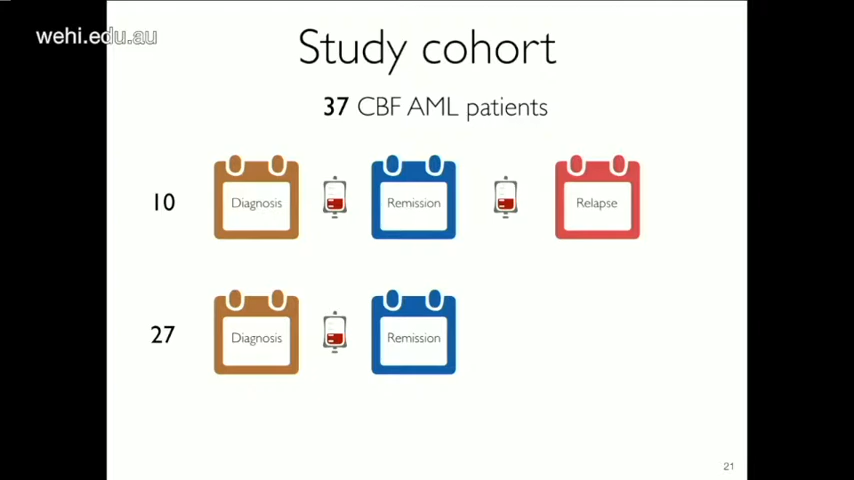 wehi.edu.au
Study cohort
37 CBF AML patients
10 Diagnosis Remission Relapse
27 Diagnosis Remission
21